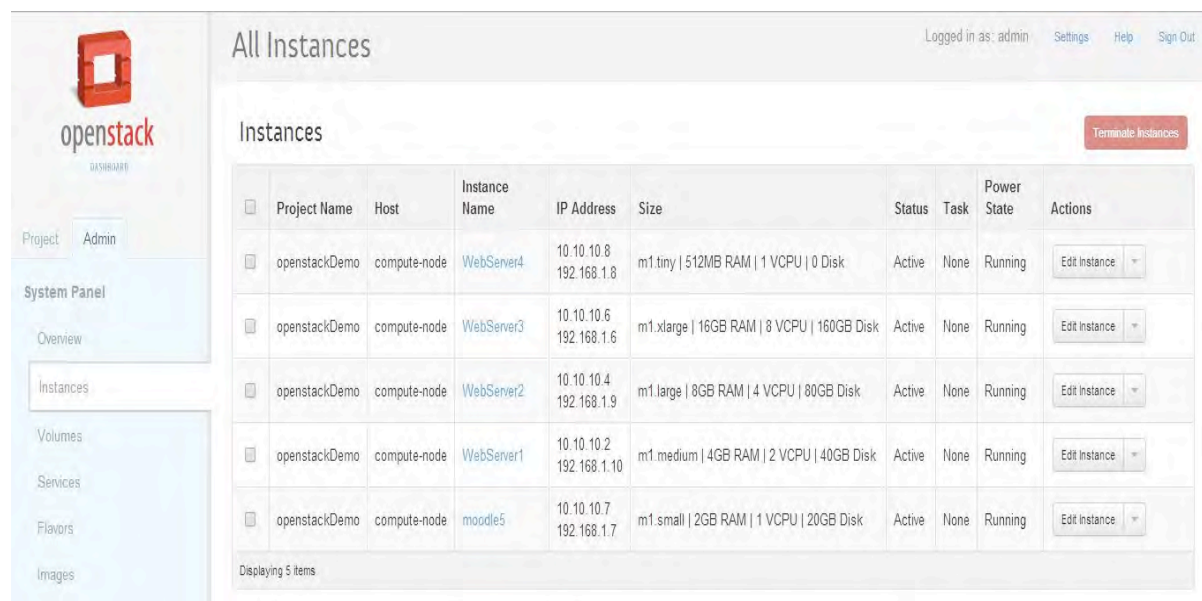 openstack
DASHBOARD
Project Admin
System Panel
Overview
Instances
Volumes
Services
Flavors
Images
All Instances
Logged in as: admin Settings Help Sign Out
Instances
Terminate Instances
Project Name Host Instance Name IP Address Size Status Task Power State Actions
openstackDemo compute-node WebServer4 10.10.10.8 192.168.1.8 m1.tiny | 512MB RAM | 1 VCPU | 0 Disk Active None Running Edit Instance
openstackDemo compute-node WebServer3 10.10.10.6 192.168.1.6 m1.xlarge | 16GB RAM | 8 VCPU | 160GB Disk Active None Running Edit Instance
openstackDemo compute-node WebServer2 10.10.10.4 192.168.1.9 m1.large | 8GB RAM | 4 VCPU | 80GB Disk Active None Running Edit Instance
openstackDemo compute-node WebServer1 10.10.10.2 192.168.1.10 m1.medium | 4GB RAM | 2 VCPU | 40GB Disk Active None Running Edit Instance
openstackDemo compute-node moodle5 10.10.10.7 192.168.1.7 m1.small | 2GB RAM | 1 VCPU | 20GB Disk Active None Running Edit Instance
Displaying 5 items